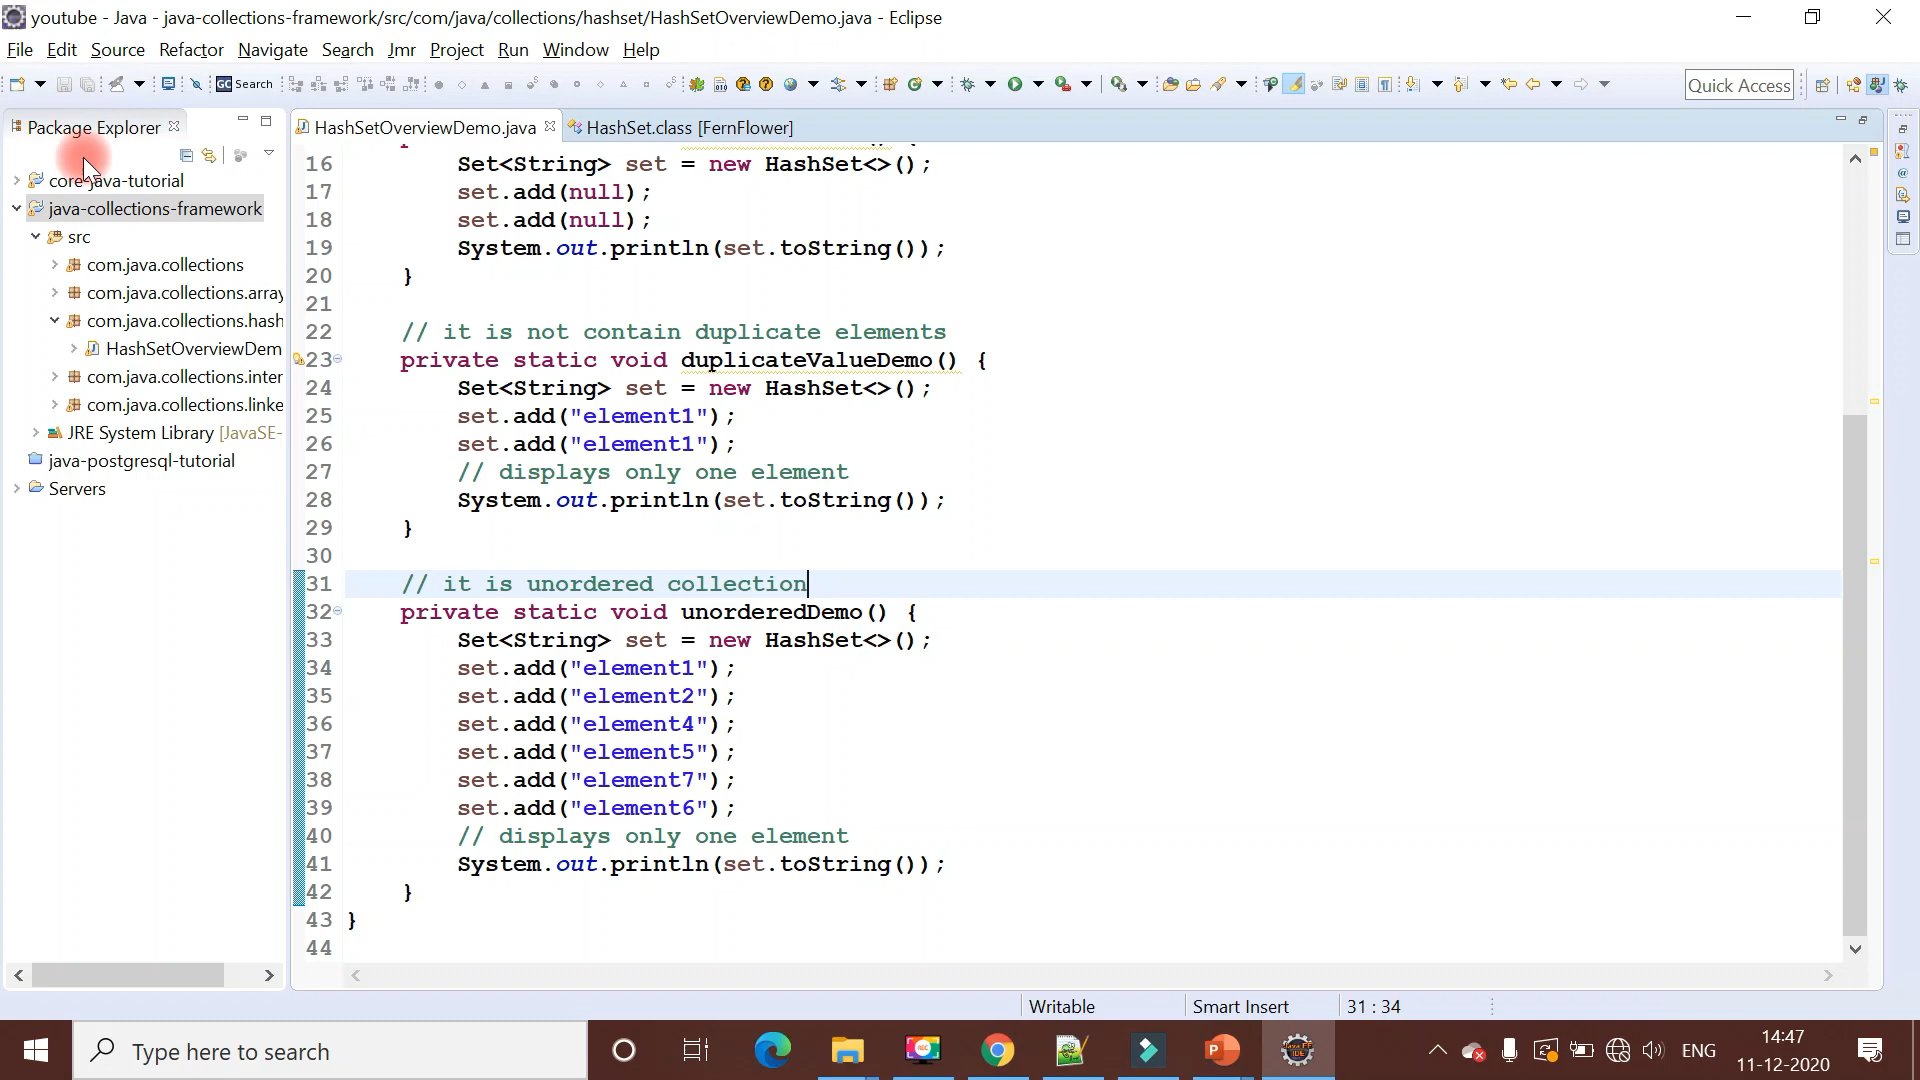 youtube - Java - java-collections-framework/src/com/java/collections/hashset/HashSetOverviewDemo.java - Eclipse
File Edit Source Refactor Navigate Search Jmr Project Run Window Help
GC Search Quick Access
Package Explorer
HashSetOverviewDemo.java
HashSet.class [FernFlower]
core-java-tutorial
java-collections-framework
src
com.java.collections
com.java.collections.array
com.java.collections.hash
HashSetOverviewDem
com.java.collections.inter
com.java.collections.linke
JRE System Library [JavaSE-
java-postgresql-tutorial
Servers
16 Set<String> set = new HashSet<>();
17 set.add(null);
18 set.add(null);
19 System.out.println(set.toString());
20 }
21
22 // it is not contain duplicate elements
23 private static void duplicateValueDemo() {
24 Set<String> set = new HashSet<>();
25 set.add("element1");
26 set.add("element1");
27 // displays only one element
28 System.out.println(set.toString());
29 }
30
31 // it is unordered collection
32 private static void unorderedDemo() {
33 Set<String> set = new HashSet<>();
34 set.add("element1");
35 set.add("element2");
36 set.add("element4");
37 set.add("element5");
38 set.add("element7");
39 set.add("element6");
40 // displays only one element
41 System.out.println(set.toString());
42 }
43 }
44
Writable Smart Insert 31 : 34
Type here to search
ENG
14:47
11-12-2020